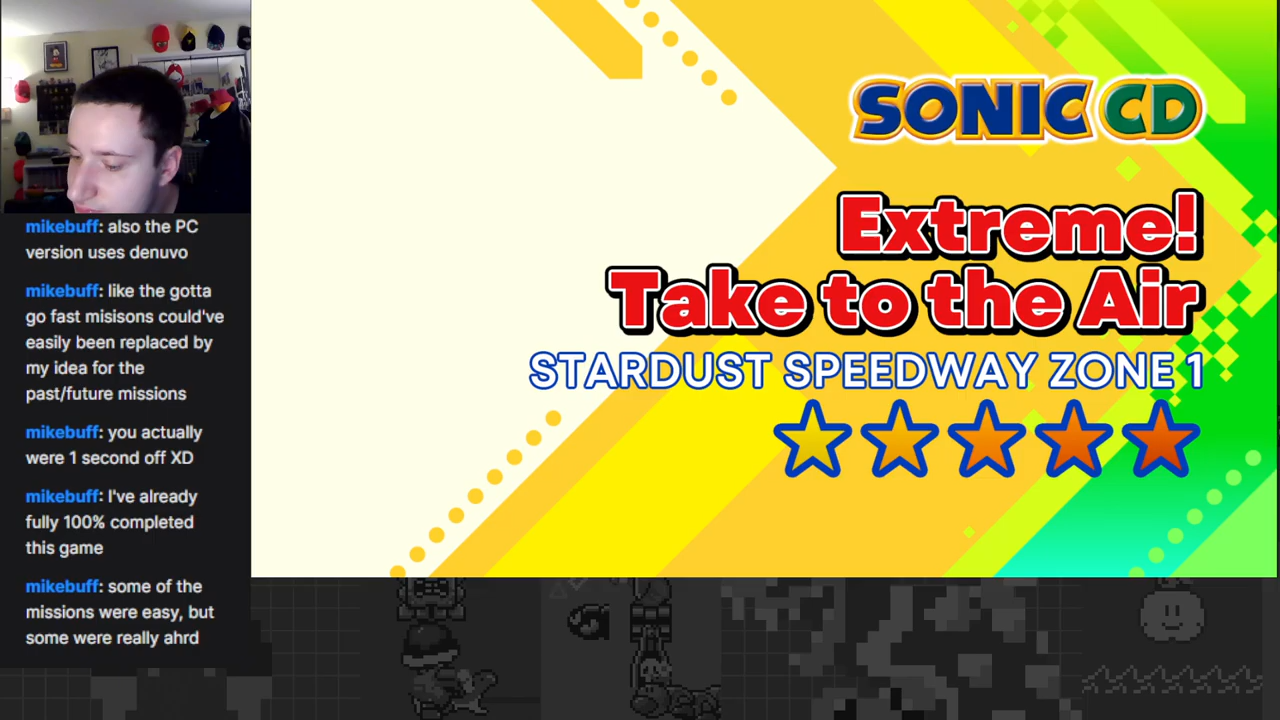 mikebuff: also the PC
version uses denuvo
mikebuff: like the gotta
go fast misisons could've
easily been replaced by
my idea for the
past/future missions
mikebuff: you actually
were 1 second off XD
mikebuff: I've already
fully 100% completed
this game
mikebuff: some of the
missions were easy, but
some were really ahrd
SONIC CD
Extreme!
Take to the Air
STARDUST SPEEDWAY ZONE 1